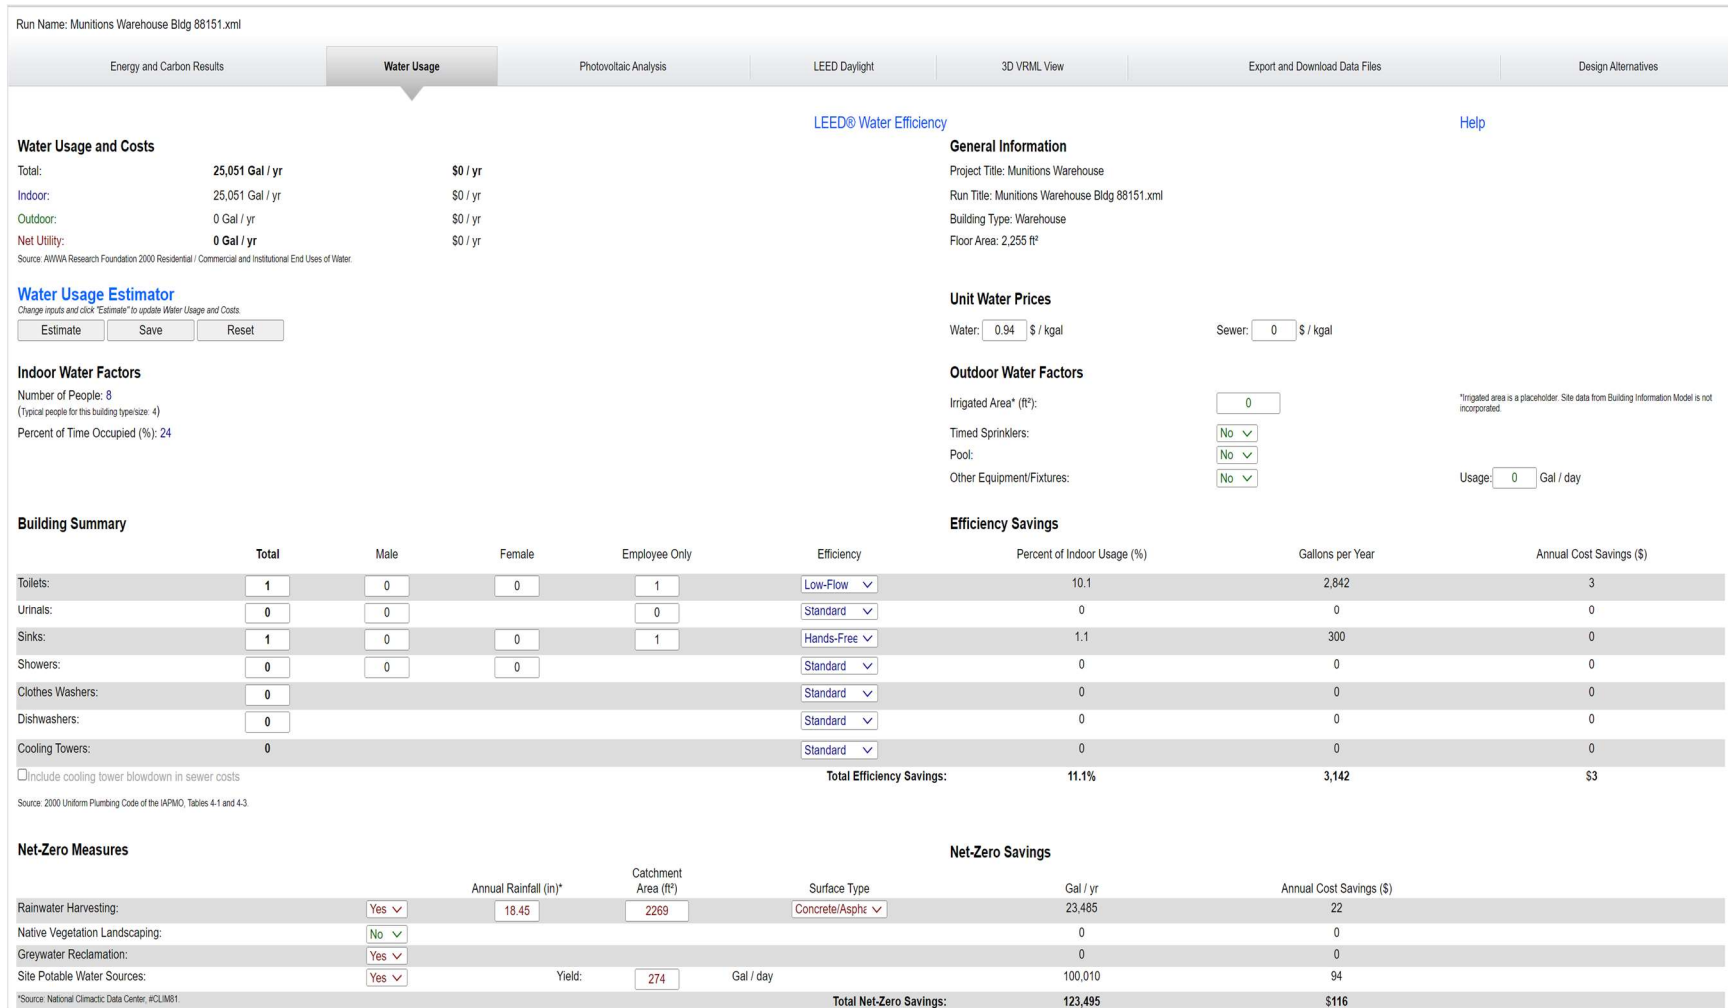 Run Name: Munitions Warehouse Bldg 88151.xml
Energy and Carbon Results Water Usage Photovoltaic Analysis LEED Daylight 3D VRML View Export and Download Data Files Design Alternatives
LEED® Water Efficiency Help
Water Usage and Costs General Information
Total: 25,051 Gal / yr $0 / yr Project Title: Munitions Warehouse
Indoor: 25,051 Gal / yr $0 / yr Run Title: Munitions Warehouse Bldg 88151.xml
Outdoor: 0 Gal / yr $0 / yr Building Type: Warehouse
Net Utility: 0 Gal / yr $0 / yr Floor Area: 2,255 ft²
Source: AWWA Research Foundation 2000 Residential / Commercial and Institutional End Uses of Water.
Water Usage Estimator Unit Water Prices
Change inputs and click "Estimate" to update Water Usage and Costs.
Estimate Save Reset Water: 0.94 $ / kgal Sewer: 0 $ / kgal
Indoor Water Factors Outdoor Water Factors
Number of People: 8
(Typical people for this building type/size: 4)
Irrigated Area* (ft²): 0 *Irrigated area is a placeholder. Site data from Building Information Model is not
incorporated.
Percent of Time Occupied (%): 24 Timed Sprinklers: No
Pool: No
Other Equipment/Fixtures: No Usage: 0 Gal / day
Building Summary Efficiency Savings
Total Male Female Employee Only Efficiency Percent of Indoor Usage (%) Gallons per Year Annual Cost Savings ($)
Toilets: 1 0 0 1 Low-Flow 10.1 2,842 3
Urinals: 0 0 0 Standard 0 0 0
Sinks: 1 0 0 1 Hands-Free 1.1 300 0
Showers: 0 0 0 Standard 0 0 0
Clothes Washers: 0 Standard 0 0 0
Dishwashers: 0 Standard 0 0 0
Cooling Towers: 0 Standard 0 0 0
Include cooling tower blowdown in sewer costs Total Efficiency Savings: 11.1% 3,142 $3
Source: 2000 Uniform Plumbing Code of the IAPMO, Tables 4-1 and 4-3.
Net-Zero Measures Net-Zero Savings
Annual Rainfall (in)* Catchment
Area (ft²) Surface Type Gal / yr Annual Cost Savings ($)
Rainwater Harvesting: Yes 18.45 2269 Concrete/Aspha 23,485 22
Native Vegetation Landscaping: No 0 0
Greywater Reclamation: Yes 0 0
Site Potable Water Sources: Yes Yield: 274 Gal / day 100,010 94
*Source: National Climactic Data Center, #CLIM81. Total Net-Zero Savings: 123,495 $116